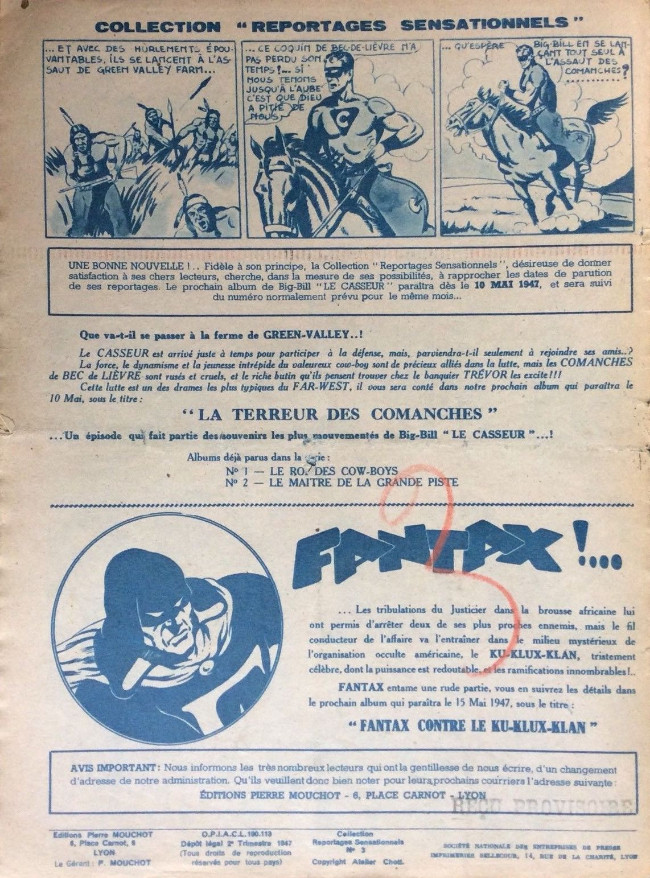 COLLECTION "REPORTAGES SENSATIONNELS"
... ET AVEC DES HURLEMENTS ÉPOU-
VANTABLES, ILS SE LANCENT À L'AS-
SAUT DE GREEN VALLEY FARM...
...CE COQUIN DE BEC-DE-LIÈVRE N'A
PAS PERDU SON
TEMPS!... SI
NOUS TENONS
JUSQU'À L'AUBE
C'EST QUE DIEU
A PITIÉ DE
NOUS,
...QU'ESPÈRE
BIG-BILL EN SE LAN-
ÇANT TOUT SEUL À
L'ASSAUT DES
COMANCHES?
C
UNE BONNE NOUVELLE !.. Fidèle à son principe, la Collection "Reportages Sensationnels", désireuse de donner
satisfaction à ses chers lecteurs, cherche, dans la mesure de ses possibilités, à rapprocher les dates de parution
de ses reportages. Le prochain album de Big-Bill "LE CASSEUR" paraîtra dès le 10 MAI 1947, et sera suivi
du numéro normalement prévu pour le même mois...
Que va-t-il se passer à la ferme de GREEN-VALLEY..!
Le CASSEUR est arrivé juste à temps pour participer à la défense, mais, parviendra-t-il seulement à rejoindre ses amis..?
La force, le dynamisme et la jeunesse intrépide du valeureux cow-boy sont de précieux alliés dans la lutte, mais les COMANCHES
de BEC de LIÈVRE sont rusés et cruels, et le riche butin qu'ils pensent trouver chez le banquier TRÉVOR les excite!!!
Cette lutte est un des drames les plus typiques du FAR-WEST, il vous sera conté dans notre prochain album qui paraîtra le
10 Mai, sous le titre :
"LA TERREUR DES COMANCHES"
...Un épisode qui fait partie des souvenirs les plus mouvementés de Big-Bill "LE CASSEUR"...!
Albums déjà parus dans la série :
No 1 — LE ROI DES COW-BOYS
No 2 — LE MAITRE DE LA GRANDE PISTE
3
FANTAX !...
... Les tribulations du Justicier dans la brousse africaine lui
ont permis d'arrêter deux de ses plus proches ennemis, mais le fil
conducteur de l'affaire va l'entraîner dans le milieu mystérieux de
l'organisation occulte américaine, le KU-KLUX-KLAN, tristement
célèbre, dont la puissance est redoutable, et les ramifications innombrables!..
FANTAX entame une rude partie, vous en suivrez les détails dans
le prochain album qui paraîtra le 15 Mai 1947, sous le titre :
"FANTAX CONTRE LE KU-KLUX-KLAN"
AVIS IMPORTANT : Nous informons les très nombreux lecteurs qui ont la gentillesse de nous écrire, d'un changement
d'adresse de notre administration. Qu'ils veuillent donc bien noter pour leurs prochains courriers l'adresse suivante :
ÉDITIONS PIERRE MOUCHOT - 6, PLACE CARNOT - LYON
REÇU PROVISOIRE
Editions Pierre MOUCHOT
6, Place Carnot, 6
LYON
Le Gérant : P. MOUCHOT
O.P.I.A.C.L. 190.113
Dépôt légal 2e Trimestre 1947
(Tous droits de reproduction
réservés pour tous pays)
Collection
Reportages Sensationnels
No 3
Copyright Atelier Chott.
SOCIÉTÉ NATIONALE DES ENTREPRISES DE PRESSE
IMPRIMERIE BELLECOUR, 14, RUE DE LA CHARITÉ, LYON